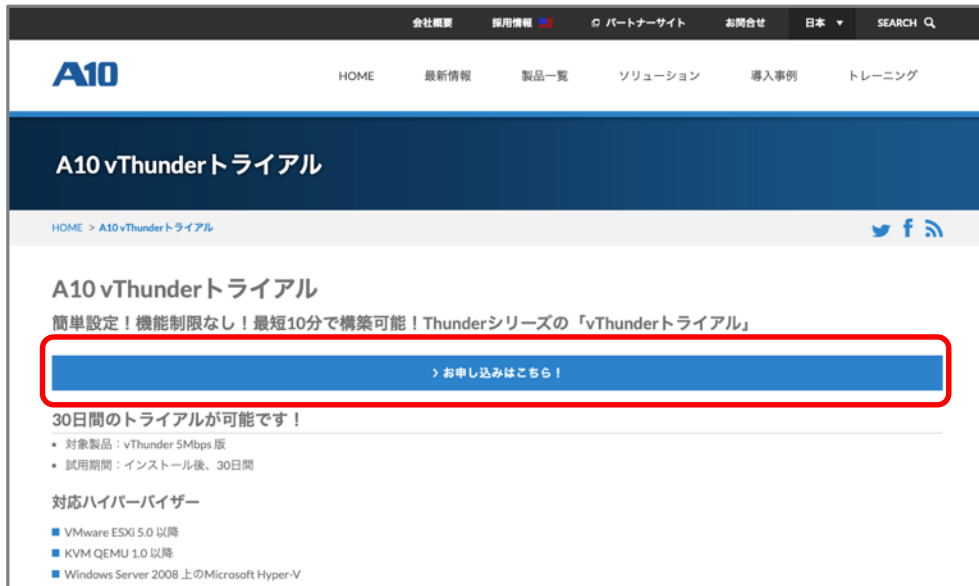 会社概要 採用情報 パートナーサイト お問合せ 日本 ▼ SEARCH
A10 HOME 最新情報 製品一覧 ソリューション 導入事例 トレーニング
A10 vThunderトライアル
HOME > A10 vThunderトライアル
A10 vThunderトライアル
簡単設定！機能制限なし！最短10分で構築可能！Thunderシリーズの「vThunderトライアル」
> お申し込みはこちら！
30日間のトライアルが可能です！
• 対象製品：vThunder 5Mbps 版
• 試用期間：インストール後、30日間
対応ハイパーバイザー
■ VMware ESXi 5.0 以降
■ KVM QEMU 1.0 以降
■ Windows Server 2008 上のMicrosoft Hyper-V